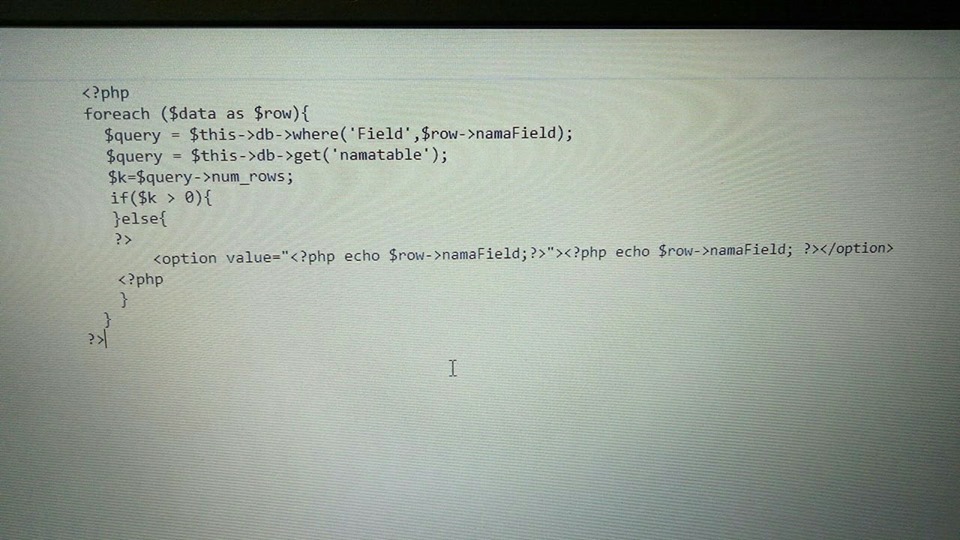 <?php
foreach ($data as $row){
$query = $this->db->where('Field',$row->namaField);
$query = $this->db->get('namatable');
$k=$query->num_rows;
if($k > 0){
}else{
?>
<option value="<?php echo $row->namaField;?>"><?php echo $row->namaField; ?></option>
<?php
}
}
?>